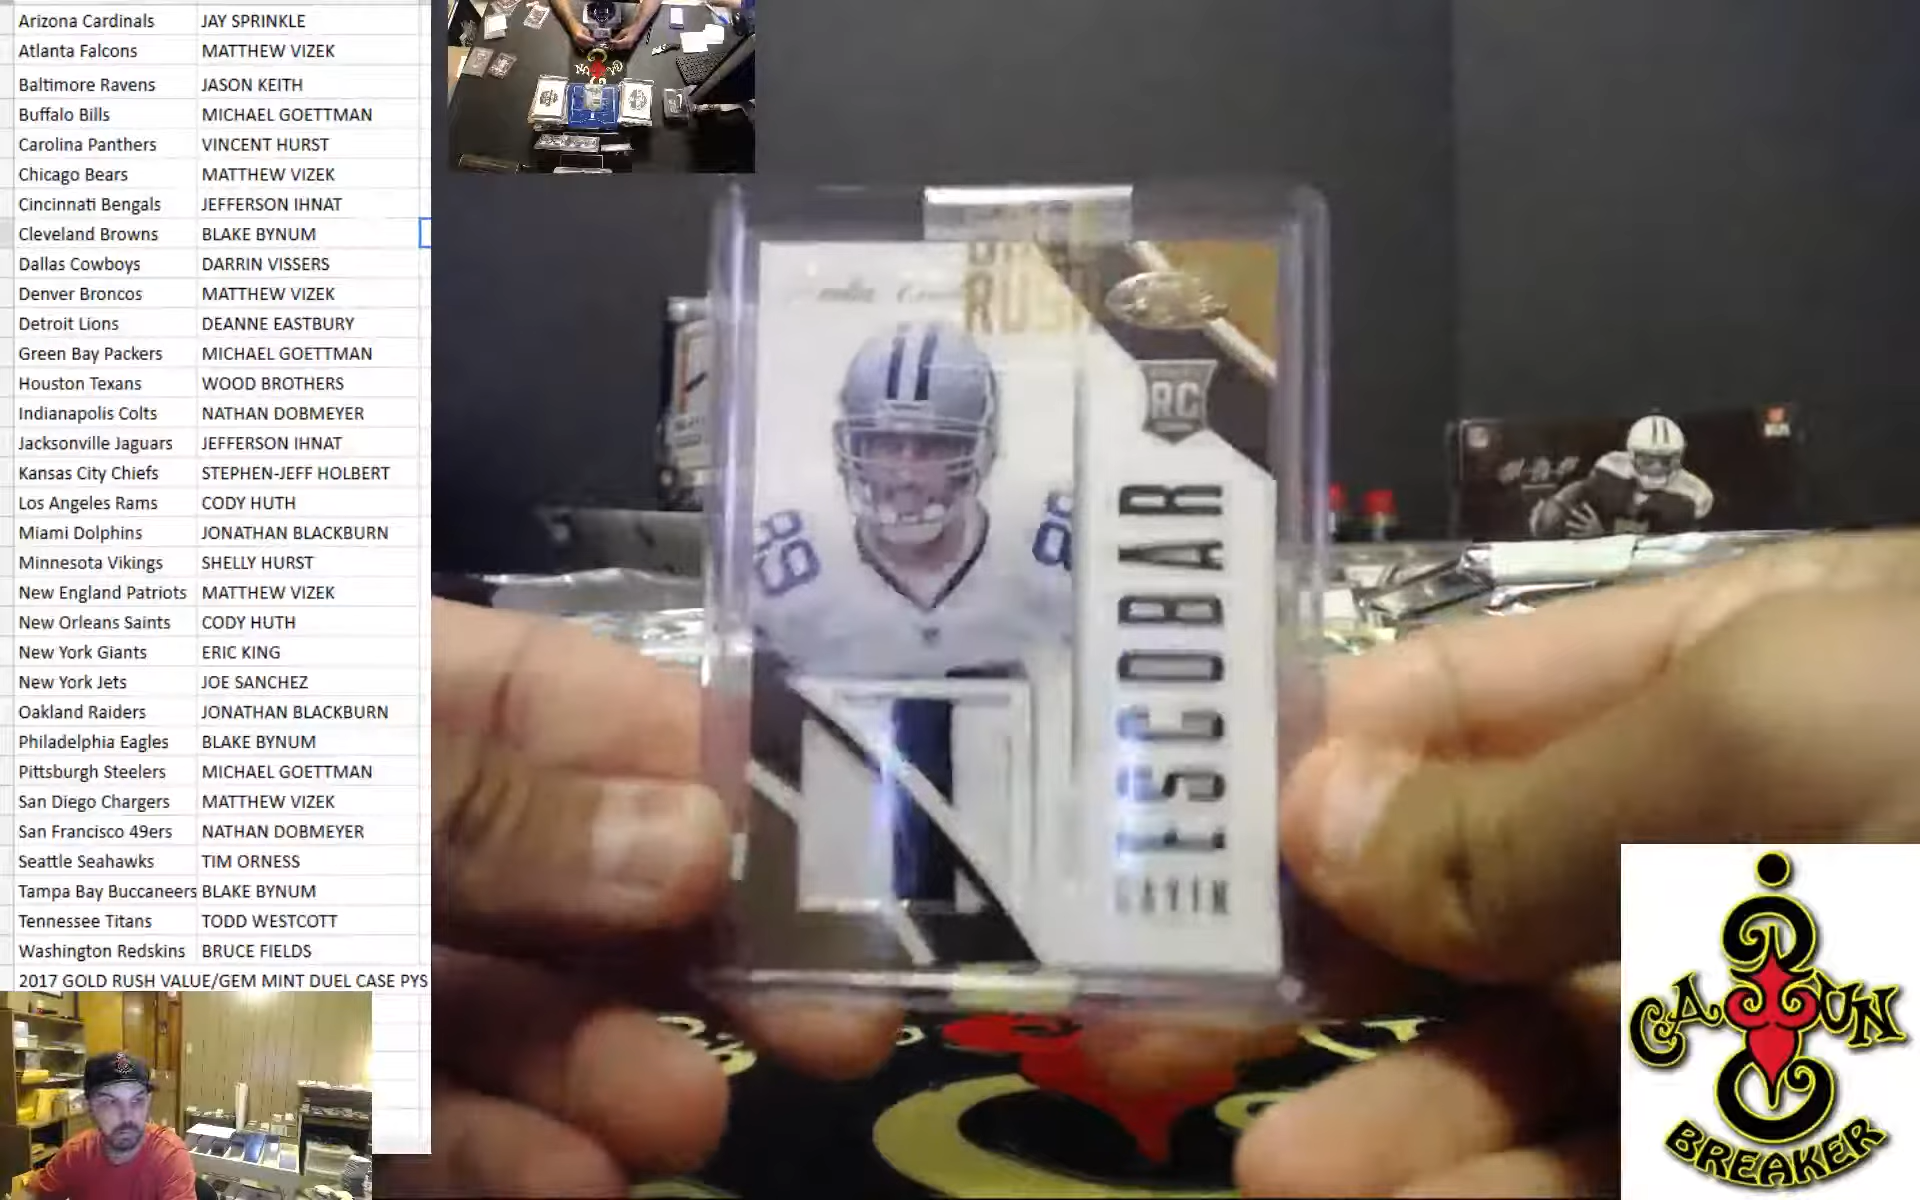 Arizona Cardinals JAY SPRINKLE
Atlanta Falcons MATTHEW VIZEK
Baltimore Ravens JASON KEITH
Buffalo Bills MICHAEL GOETTMAN
Carolina Panthers VINCENT HURST
Chicago Bears MATTHEW VIZEK
Cincinnati Bengals JEFFERSON IHNAT
Cleveland Browns BLAKE BYNUM
Dallas Cowboys DARRIN VISSERS
Denver Broncos MATTHEW VIZEK
Detroit Lions DEANNE EASTBURY
Green Bay Packers MICHAEL GOETTMAN
Houston Texans WOOD BROTHERS
Indianapolis Colts NATHAN DOBMEYER
Jacksonville Jaguars JEFFERSON IHNAT
Kansas City Chiefs STEPHEN-JEFF HOLBERT
Los Angeles Rams CODY HUTH
Miami Dolphins JONATHAN BLACKBURN
Minnesota Vikings SHELLY HURST
New England Patriots MATTHEW VIZEK
New Orleans Saints CODY HUTH
New York Giants ERIC KING
New York Jets JOE SANCHEZ
Oakland Raiders JONATHAN BLACKBURN
Philadelphia Eagles BLAKE BYNUM
Pittsburgh Steelers MICHAEL GOETTMAN
San Diego Chargers MATTHEW VIZEK
San Francisco 49ers NATHAN DOBMEYER
Seattle Seahawks TIM ORNESS
Tampa Bay Buccaneers BLAKE BYNUM
Tennessee Titans TODD WESTCOTT
Washington Redskins BRUCE FIELDS
2017 GOLD RUSH VALUE/GEM MINT DUEL CASE PYS
RUSH
RC
89
GAVIN
ESCOBAR
CAJUN
BREAKER